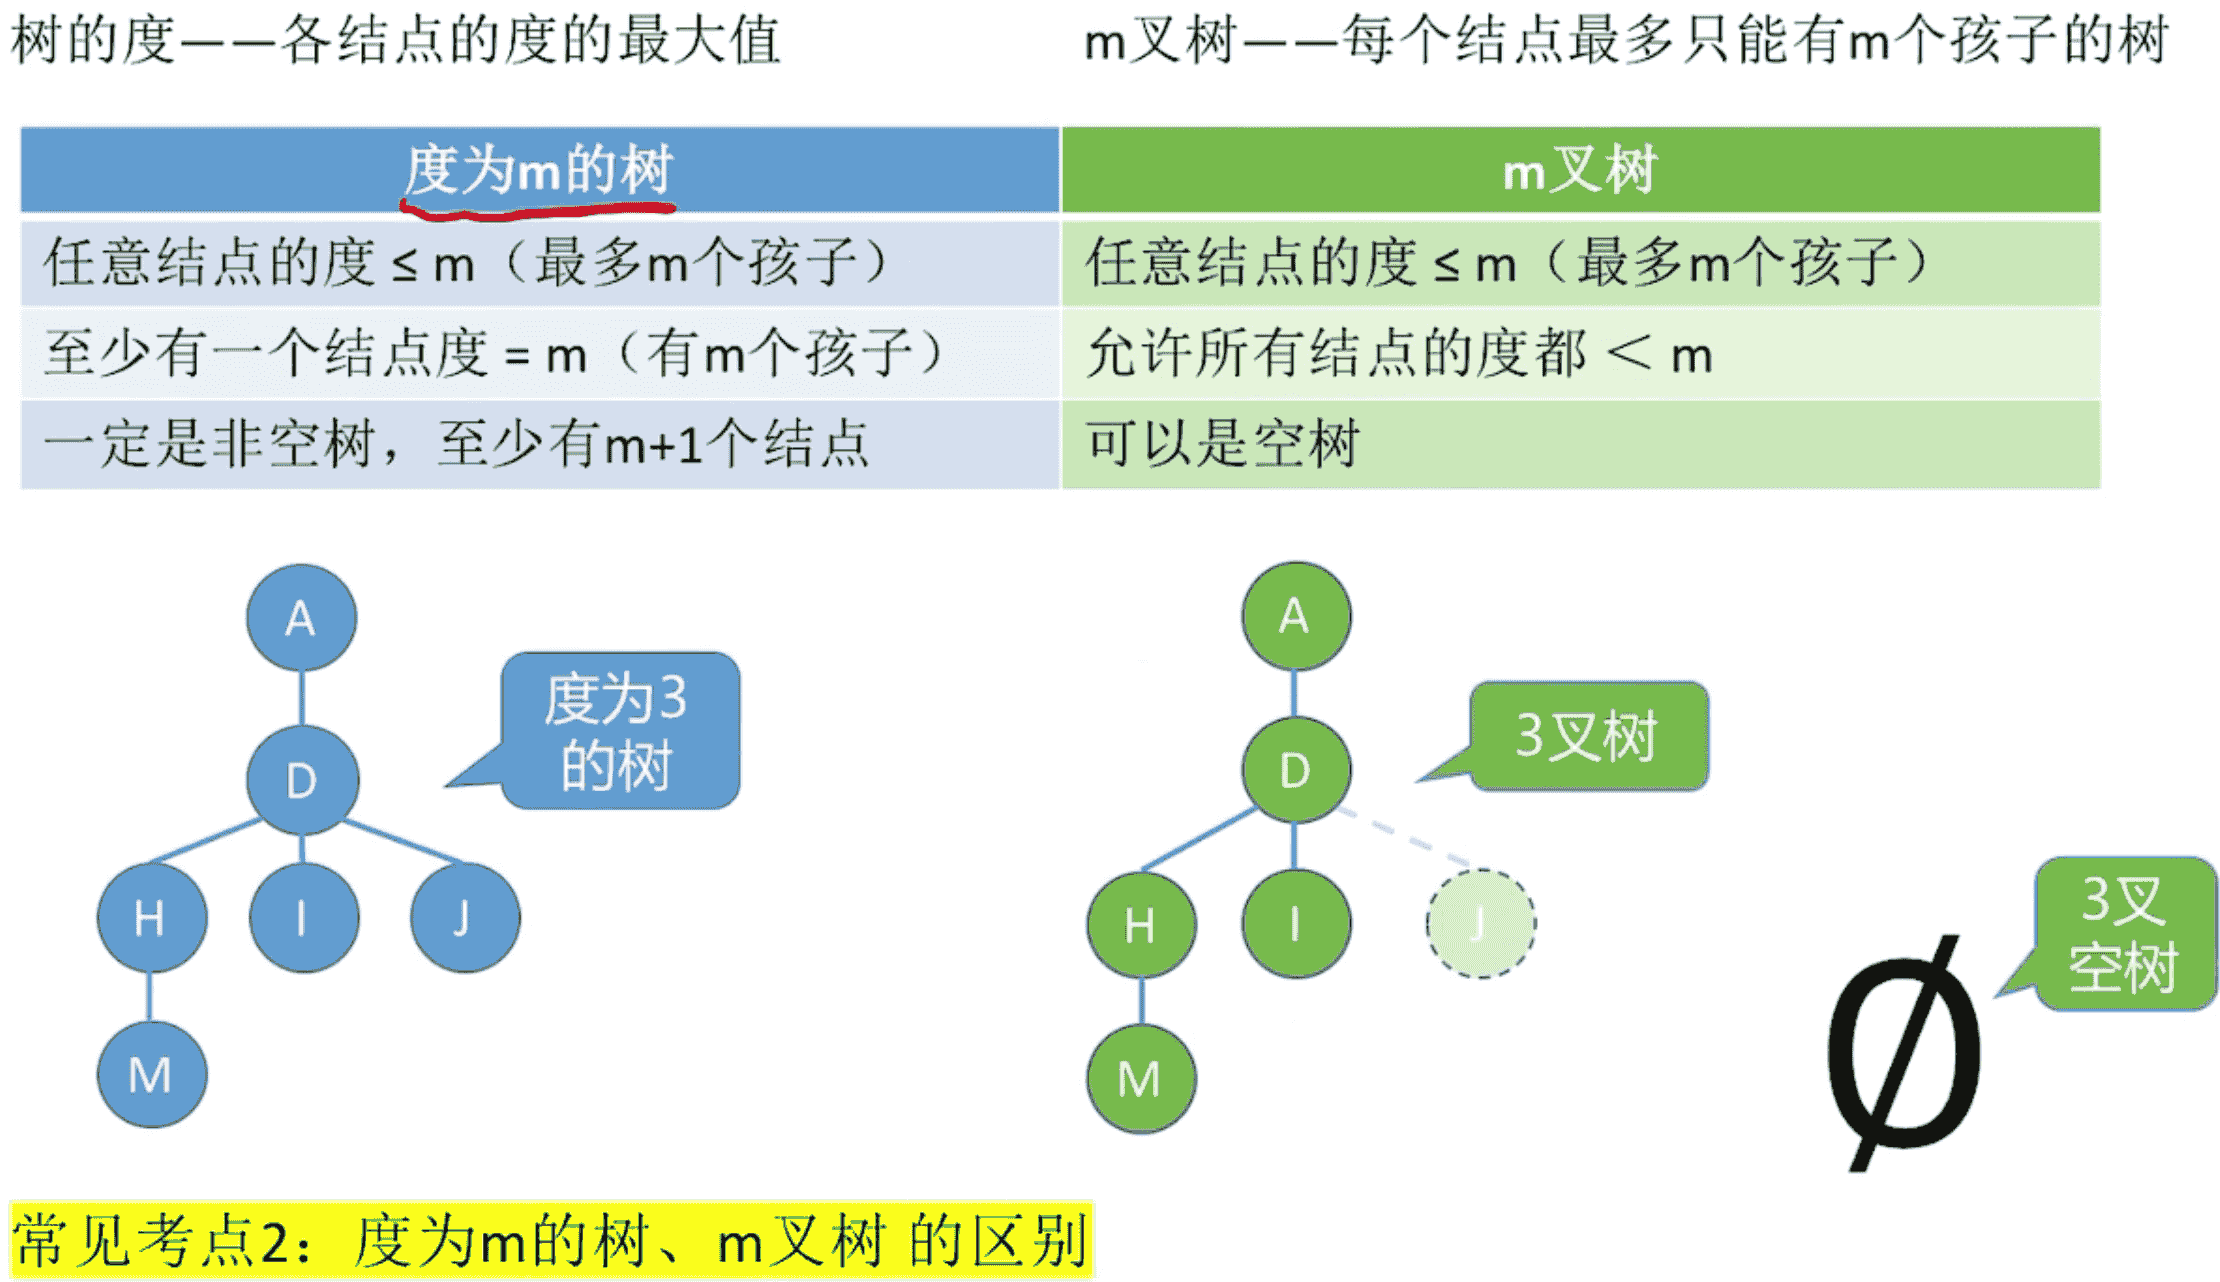 树的度——各结点的度的最大值
m叉树——每个结点最多只能有m个孩子的树
度为m的树
m叉树
任意结点的度 ≤ m（最多m个孩子）
任意结点的度 ≤ m（最多m个孩子）
至少有一个结点度 = m（有m个孩子）
允许所有结点的度都 ＜ m
一定是非空树，至少有m+1个结点
可以是空树
A
D
H
I
J
M
度为3
的树
A
D
H
I
J
M
3叉树
Ø
3叉
空树
常见考点2：度为m的树、m叉树 的区别